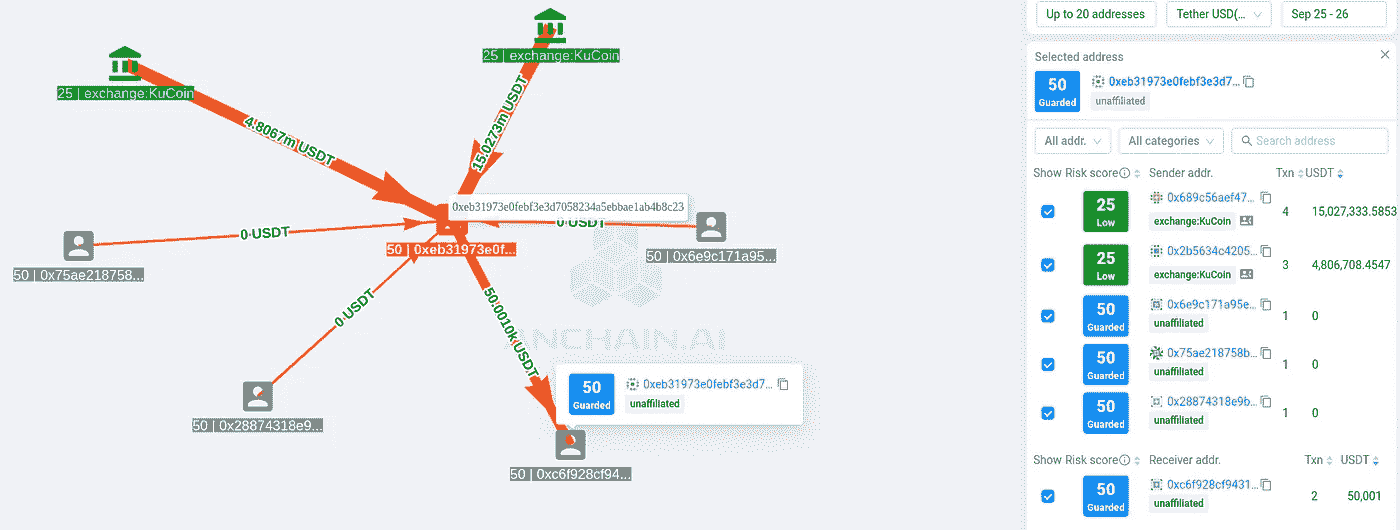 25 | exchange:KuCoin
25 | exchange:KuCoin
4.8067m USDT
15.0273m USDT
0xeb31973e0febf3e3d7058234a5ebbae1ab4b8c23
0 USDT
0 USDT
50 | 0xeb31973e0f...
50 | 0x6e9c171a95...
50 | 0x75ae218758...
0 USDT
50.0010k USDT
ANCHAIN.AI
50
Guarded
0xeb31973e0febf3e3d7...
unaffiliated
50 | 0x28874318e9...
50 | 0xc6f928cf94...
Up to 20 addresses
Tether USD(...
Sep 25 - 26
Selected address
50
Guarded
0xeb31973e0febf3e3d7...
unaffiliated
All addr.
All categories
Search address
Show Risk score Sender addr. Txn USDT
25
Low
0x689c56aef47...
exchange:KuCoin
4 15,027,333.5853
25
Low
0x2b5634c4205...
exchange:KuCoin
3 4,806,708.4547
50
Guarded
0x6e9c171a95e...
unaffiliated
1 0
50
Guarded
0x75ae218758b...
unaffiliated
1 0
50
Guarded
0x28874318e9b...
unaffiliated
1 0
Show Risk score Receiver addr. Txn USDT
50
Guarded
0xc6f928cf9431...
unaffiliated
2 50,001